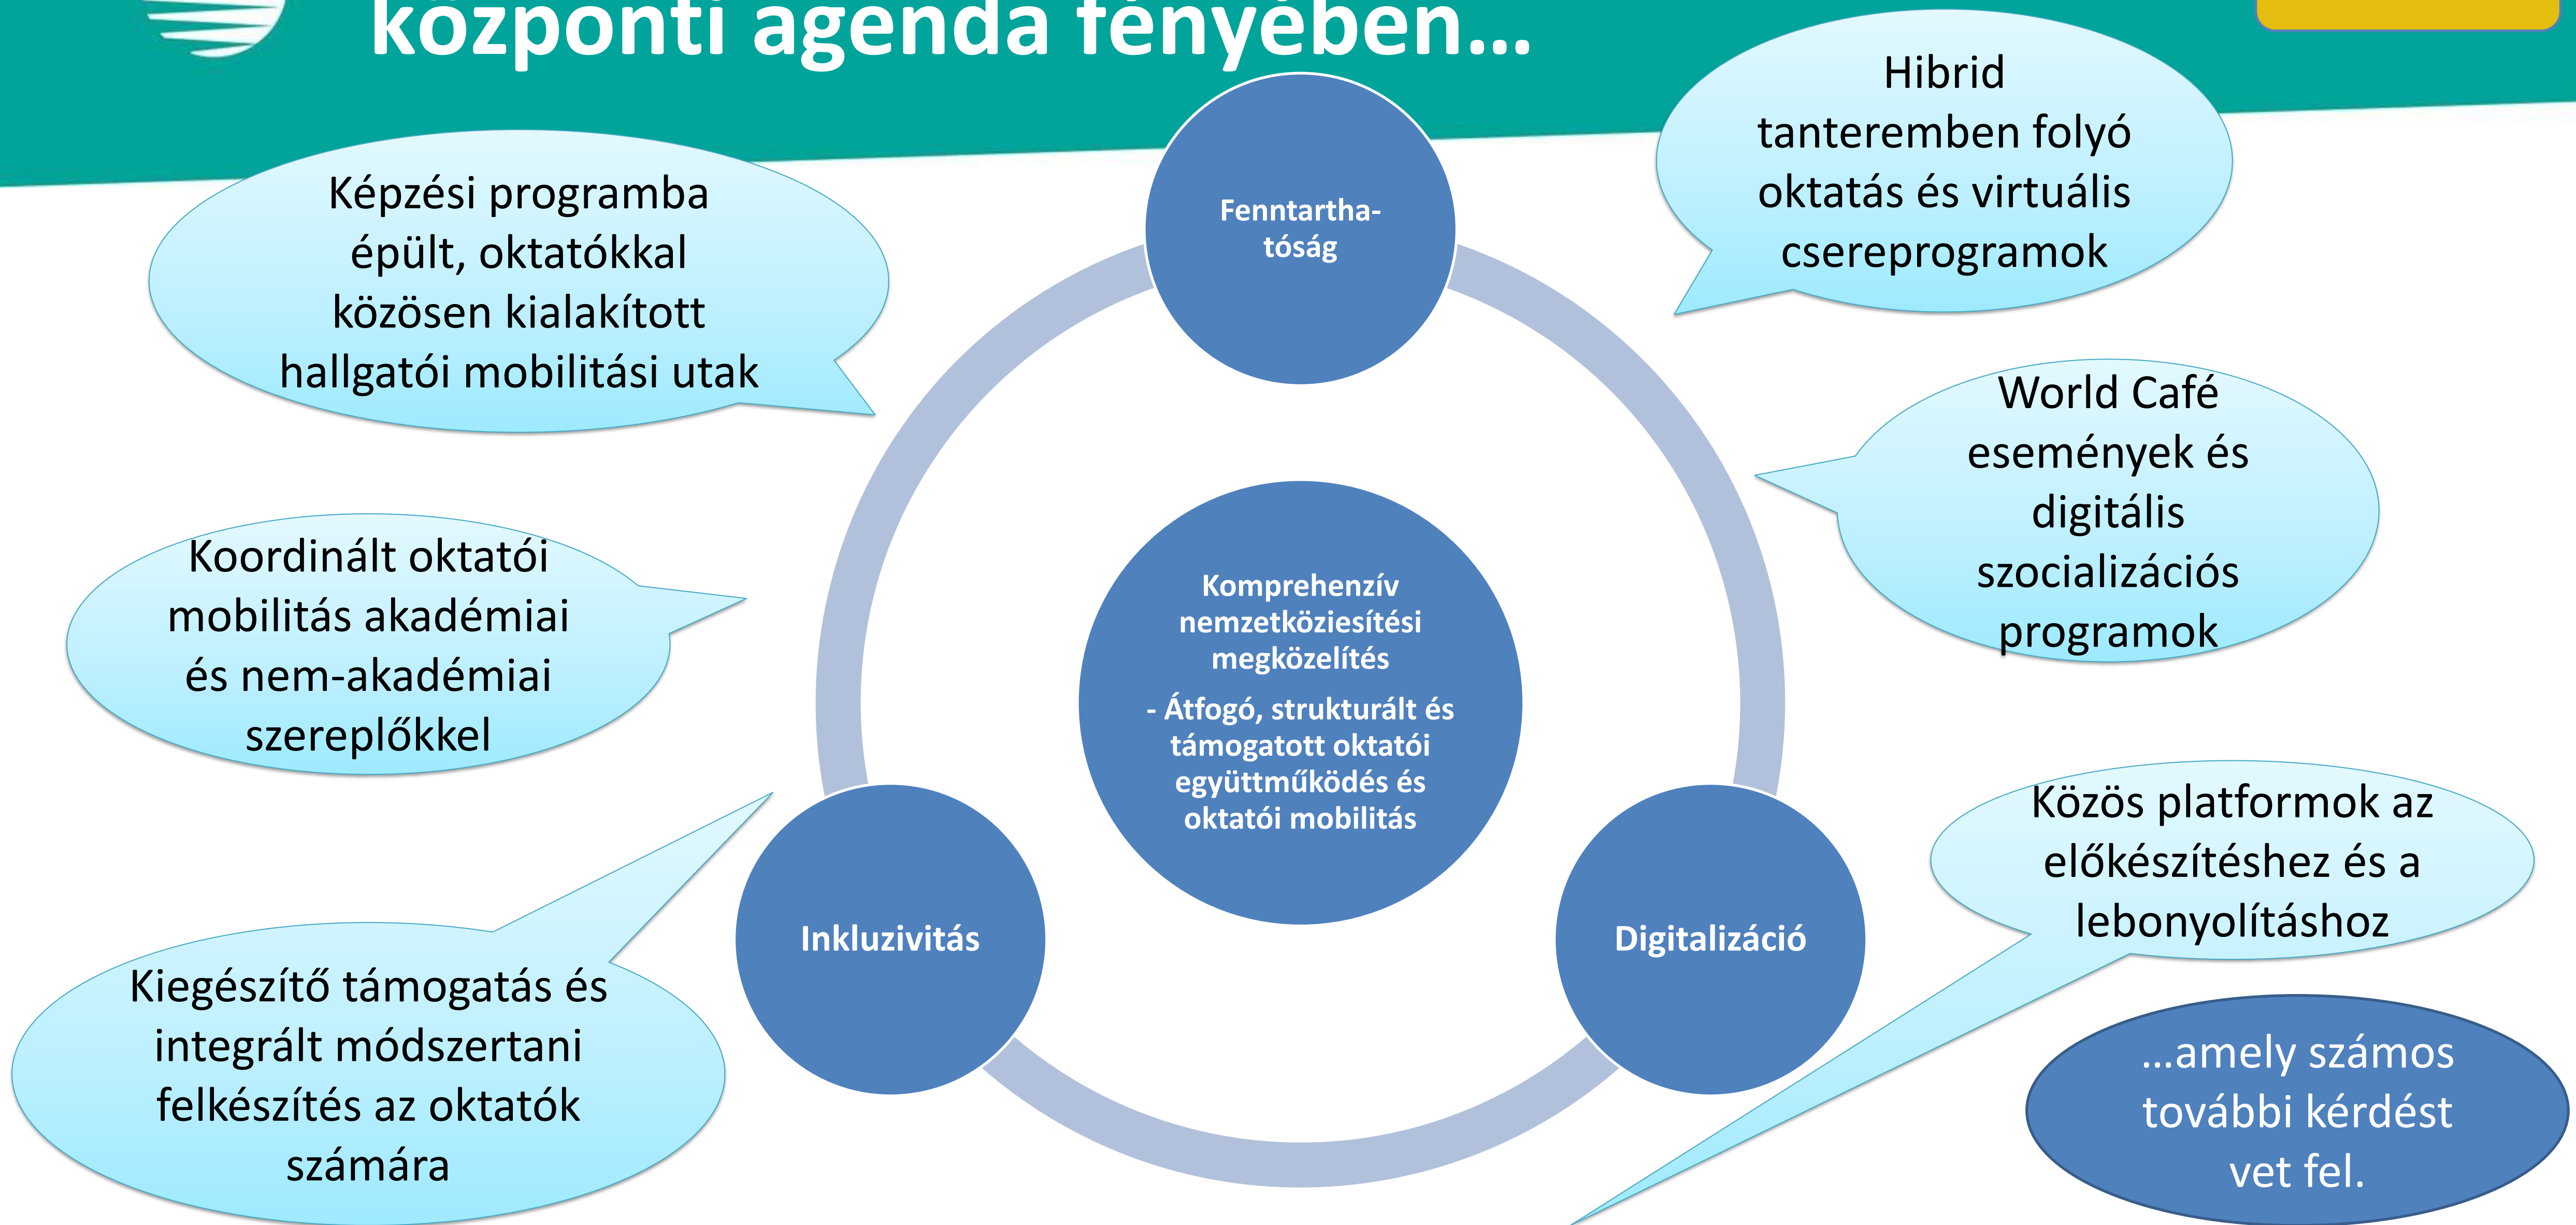 központi agenda fényében...
Képzési programba
épült, oktatókkal
közösen kialakított
hallgatói mobilitási utak
Fenntartha-
tóság
Hibrid
tanteremben folyó
oktatás és virtuális
csereprogramok
World Café
események és
digitális
szocializációs
programok
Koordinált oktatói
mobilitás akadémiai
és nem-akadémiai
szereplőkkel
Komprehenzív
nemzetköziesítési
megközelítés
- Átfogó, strukturált és
támogatott oktatói
együttműködés és
oktatói mobilitás
Közös platformok az
előkészítéshez és a
lebonyolításhoz
Inkluzivitás
Digitalizáció
Kiegészítő támogatás és
integrált módszertani
felkészítés az oktatók
számára
...amely számos
további kérdést
vet fel.